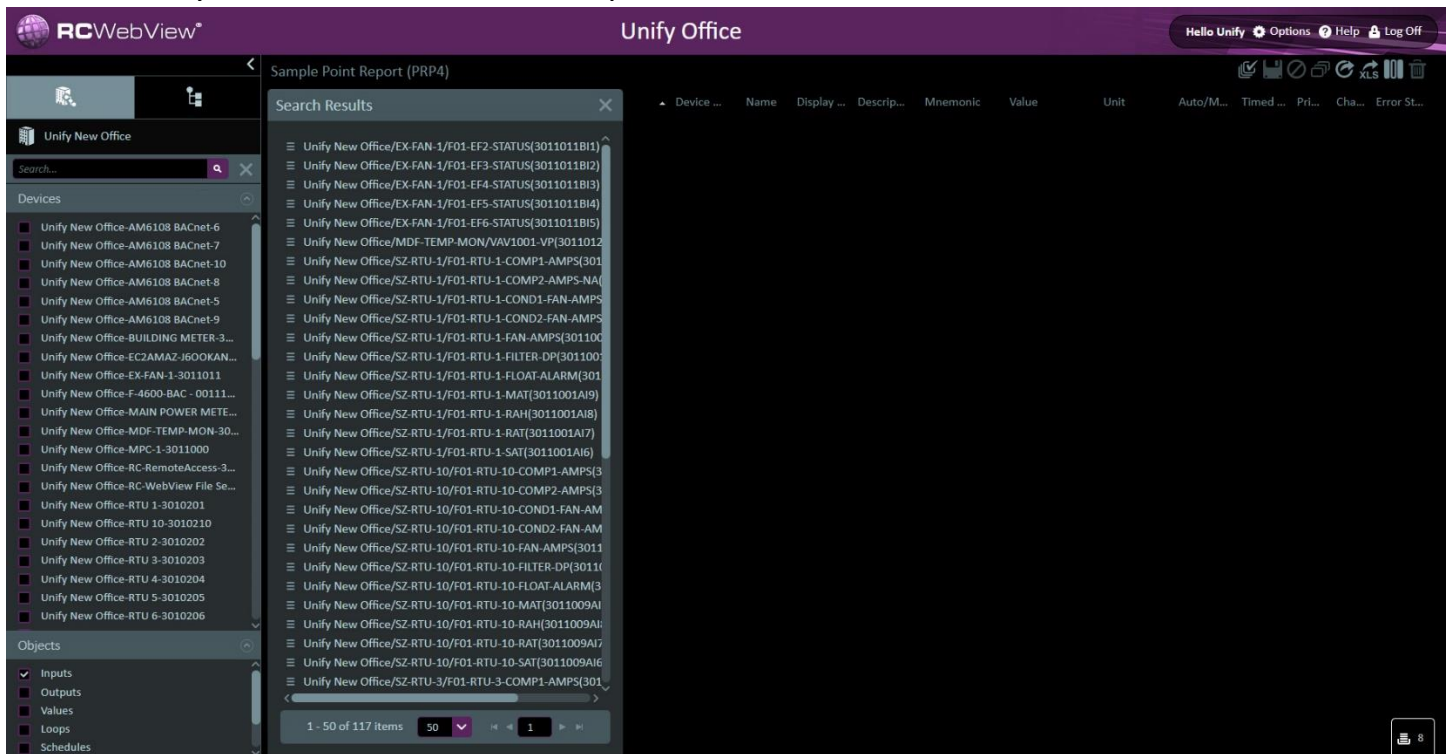 RCWebView®
Unify Office
Hello Unify Options Help Log Off
Sample Point Report (PRP4)
XLS
Unify New Office
Search...
Devices
Unify New Office-AM6108 BACnet-6
Unify New Office-AM6108 BACnet-7
Unify New Office-AM6108 BACnet-10
Unify New Office-AM6108 BACnet-8
Unify New Office-AM6108 BACnet-5
Unify New Office-AM6108 BACnet-9
Unify New Office-BUILDING METER-3...
Unify New Office-EC2AMAZ-J6OOKAN...
Unify New Office-EX-FAN-1-3011011
Unify New Office-F-4600-BAC - 00111...
Unify New Office-MAIN POWER METE...
Unify New Office-MDF-TEMP-MON-30...
Unify New Office-MPC-1-3011000
Unify New Office-RC-RemoteAccess-3...
Unify New Office-RC-WebView File Se...
Unify New Office-RTU 1-3010201
Unify New Office-RTU 10-3010210
Unify New Office-RTU 2-3010202
Unify New Office-RTU 3-3010203
Unify New Office-RTU 4-3010204
Unify New Office-RTU 5-3010205
Unify New Office-RTU 6-3010206
Objects
Inputs
Outputs
Values
Loops
Schedules
Search Results
Unify New Office/EX-FAN-1/F01-EF2-STATUS(3011011BI1)
Unify New Office/EX-FAN-1/F01-EF3-STATUS(3011011BI2)
Unify New Office/EX-FAN-1/F01-EF4-STATUS(3011011BI3)
Unify New Office/EX-FAN-1/F01-EF5-STATUS(3011011BI4)
Unify New Office/EX-FAN-1/F01-EF6-STATUS(3011011BI5)
Unify New Office/MDF-TEMP-MON/VAV1001-VP(3011012
Unify New Office/SZ-RTU-1/F01-RTU-1-COMP1-AMPS(301
Unify New Office/SZ-RTU-1/F01-RTU-1-COMP2-AMPS-NA(
Unify New Office/SZ-RTU-1/F01-RTU-1-COND1-FAN-AMPS
Unify New Office/SZ-RTU-1/F01-RTU-1-COND2-FAN-AMPS
Unify New Office/SZ-RTU-1/F01-RTU-1-FAN-AMPS(301100
Unify New Office/SZ-RTU-1/F01-RTU-1-FILTER-DP(301100
Unify New Office/SZ-RTU-1/F01-RTU-1-FLOAT-ALARM(301
Unify New Office/SZ-RTU-1/F01-RTU-1-MAT(3011001AI9)
Unify New Office/SZ-RTU-1/F01-RTU-1-RAH(3011001AI8)
Unify New Office/SZ-RTU-1/F01-RTU-1-RAT(3011001AI7)
Unify New Office/SZ-RTU-1/F01-RTU-1-SAT(3011001AI6)
Unify New Office/SZ-RTU-10/F01-RTU-10-COMP1-AMPS(3
Unify New Office/SZ-RTU-10/F01-RTU-10-COMP2-AMPS(3
Unify New Office/SZ-RTU-10/F01-RTU-10-COND1-FAN-AM
Unify New Office/SZ-RTU-10/F01-RTU-10-COND2-FAN-AM
Unify New Office/SZ-RTU-10/F01-RTU-10-FAN-AMPS(3011
Unify New Office/SZ-RTU-10/F01-RTU-10-FILTER-DP(3011
Unify New Office/SZ-RTU-10/F01-RTU-10-FLOAT-ALARM(3
Unify New Office/SZ-RTU-10/F01-RTU-10-MAT(3011009AI
Unify New Office/SZ-RTU-10/F01-RTU-10-RAH(3011009AI
Unify New Office/SZ-RTU-10/F01-RTU-10-RAT(3011009AI7
Unify New Office/SZ-RTU-10/F01-RTU-10-SAT(3011009AI6
Unify New Office/SZ-RTU-3/F01-RTU-3-COMP1-AMPS(301
1 - 50 of 117 items 50 1
Device ... Name Display ... Descrip... Mnemonic Value Unit Auto/M... Timed ... Pri... Cha... Error St...
8